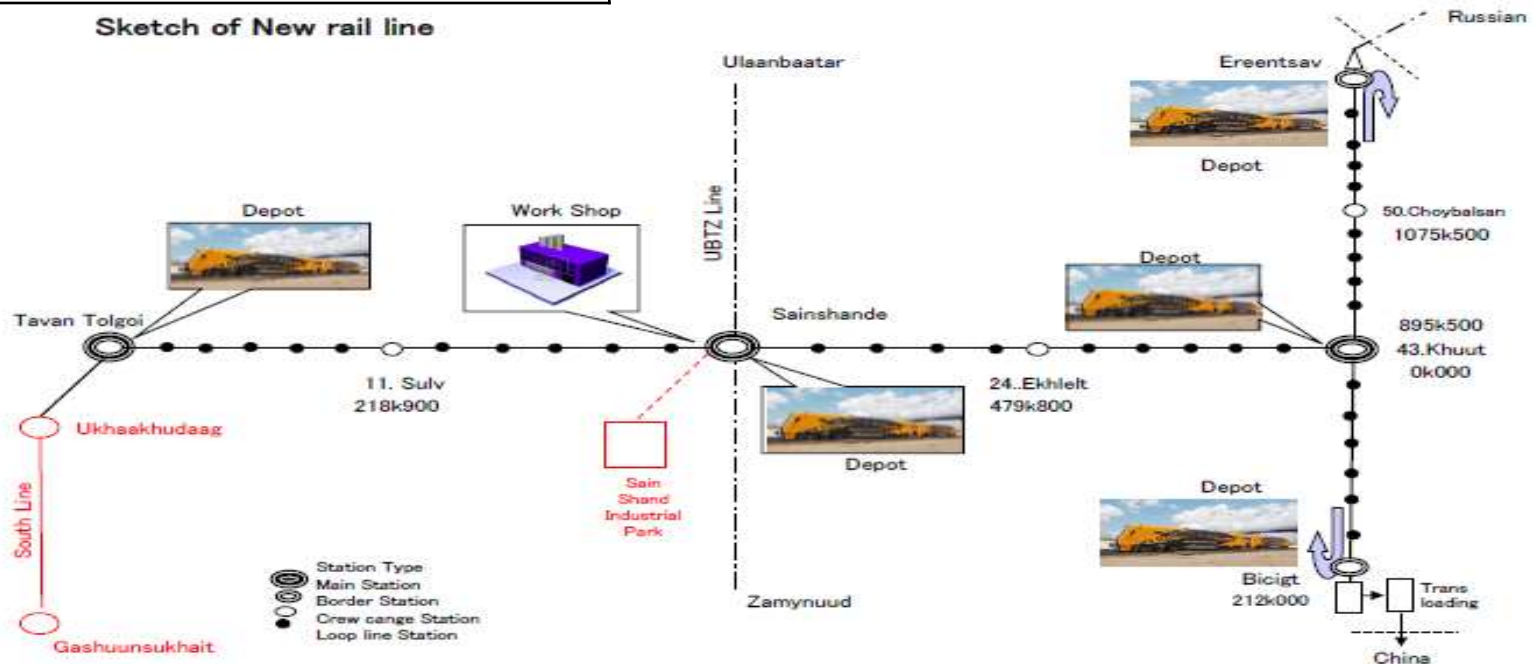 Sketch of New rail line
Russian
Ulaanbaatar
Ereentsav
Depot
Depot
Work Shop
UBTZ Line
50.Choybalsan
1075k500
Depot
Tavan Tolgoi
Sainshande
895k500
43.Khuut
0k000
11. Sulv
218k900
24..Ekhlelt
479k800
Ukhaakhudaag
Depot
Sain
Shand
Industrial
Park
Depot
South Line
Station Type
Main Station
Border Station
Crew cange Station
Loop line Station
Zamynuud
Bicigt
212k000
Trans
loading
Gashuunsukhait
China